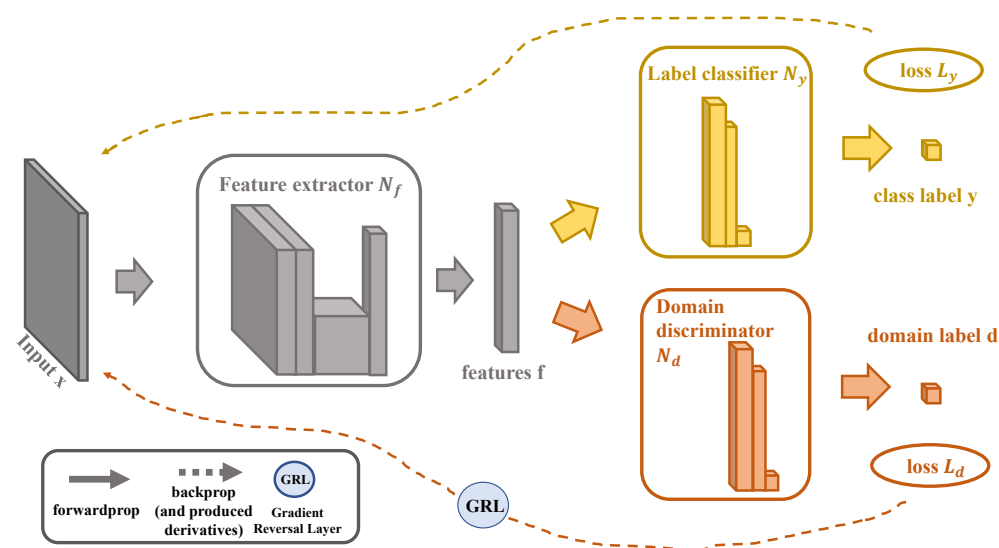 Label classifier N_y
loss L_y
class label y
Feature extractor N_f
Input x
features f
Domain
discriminator
N_d
domain label d
loss L_d
forwardprop
backprop
(and produced
derivatives)
GRL
Gradient
Reversal Layer
GRL